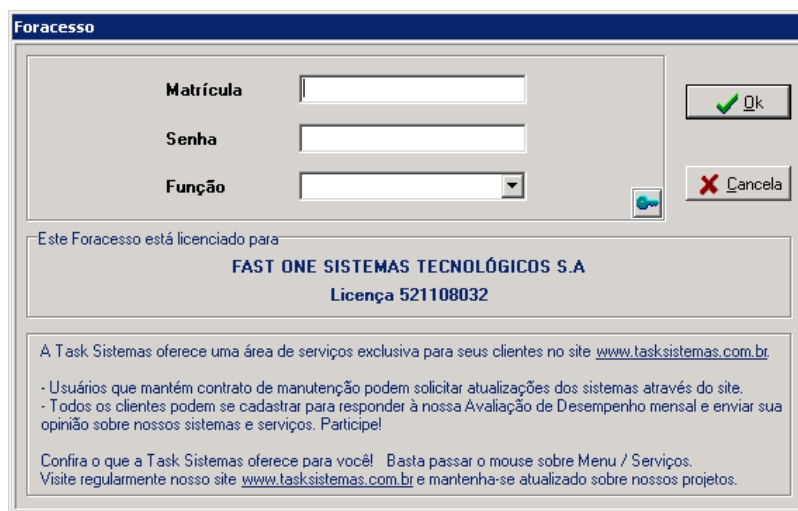 Foracesso
Matrícula
Ok
Senha
Função
Cancela
Este Foracesso está licenciado para
FAST ONE SISTEMAS TECNOLÓGICOS S.A
Licença 521108032
A Task Sistemas oferece uma área de serviços exclusiva para seus clientes no site www.tasksistemas.com.br.
- Usuários que mantém contrato de manutenção podem solicitar atualizações dos sistemas através do site.
- Todos os clientes podem se cadastrar para responder à nossa Avaliação de Desempenho mensal e enviar sua
opinião sobre nossos sistemas e serviços. Participe!
Confira o que a Task Sistemas oferece para você! Basta passar o mouse sobre Menu / Serviços.
Visite regularmente nosso site www.tasksistemas.com.br e mantenha-se atualizado sobre nossos projetos.